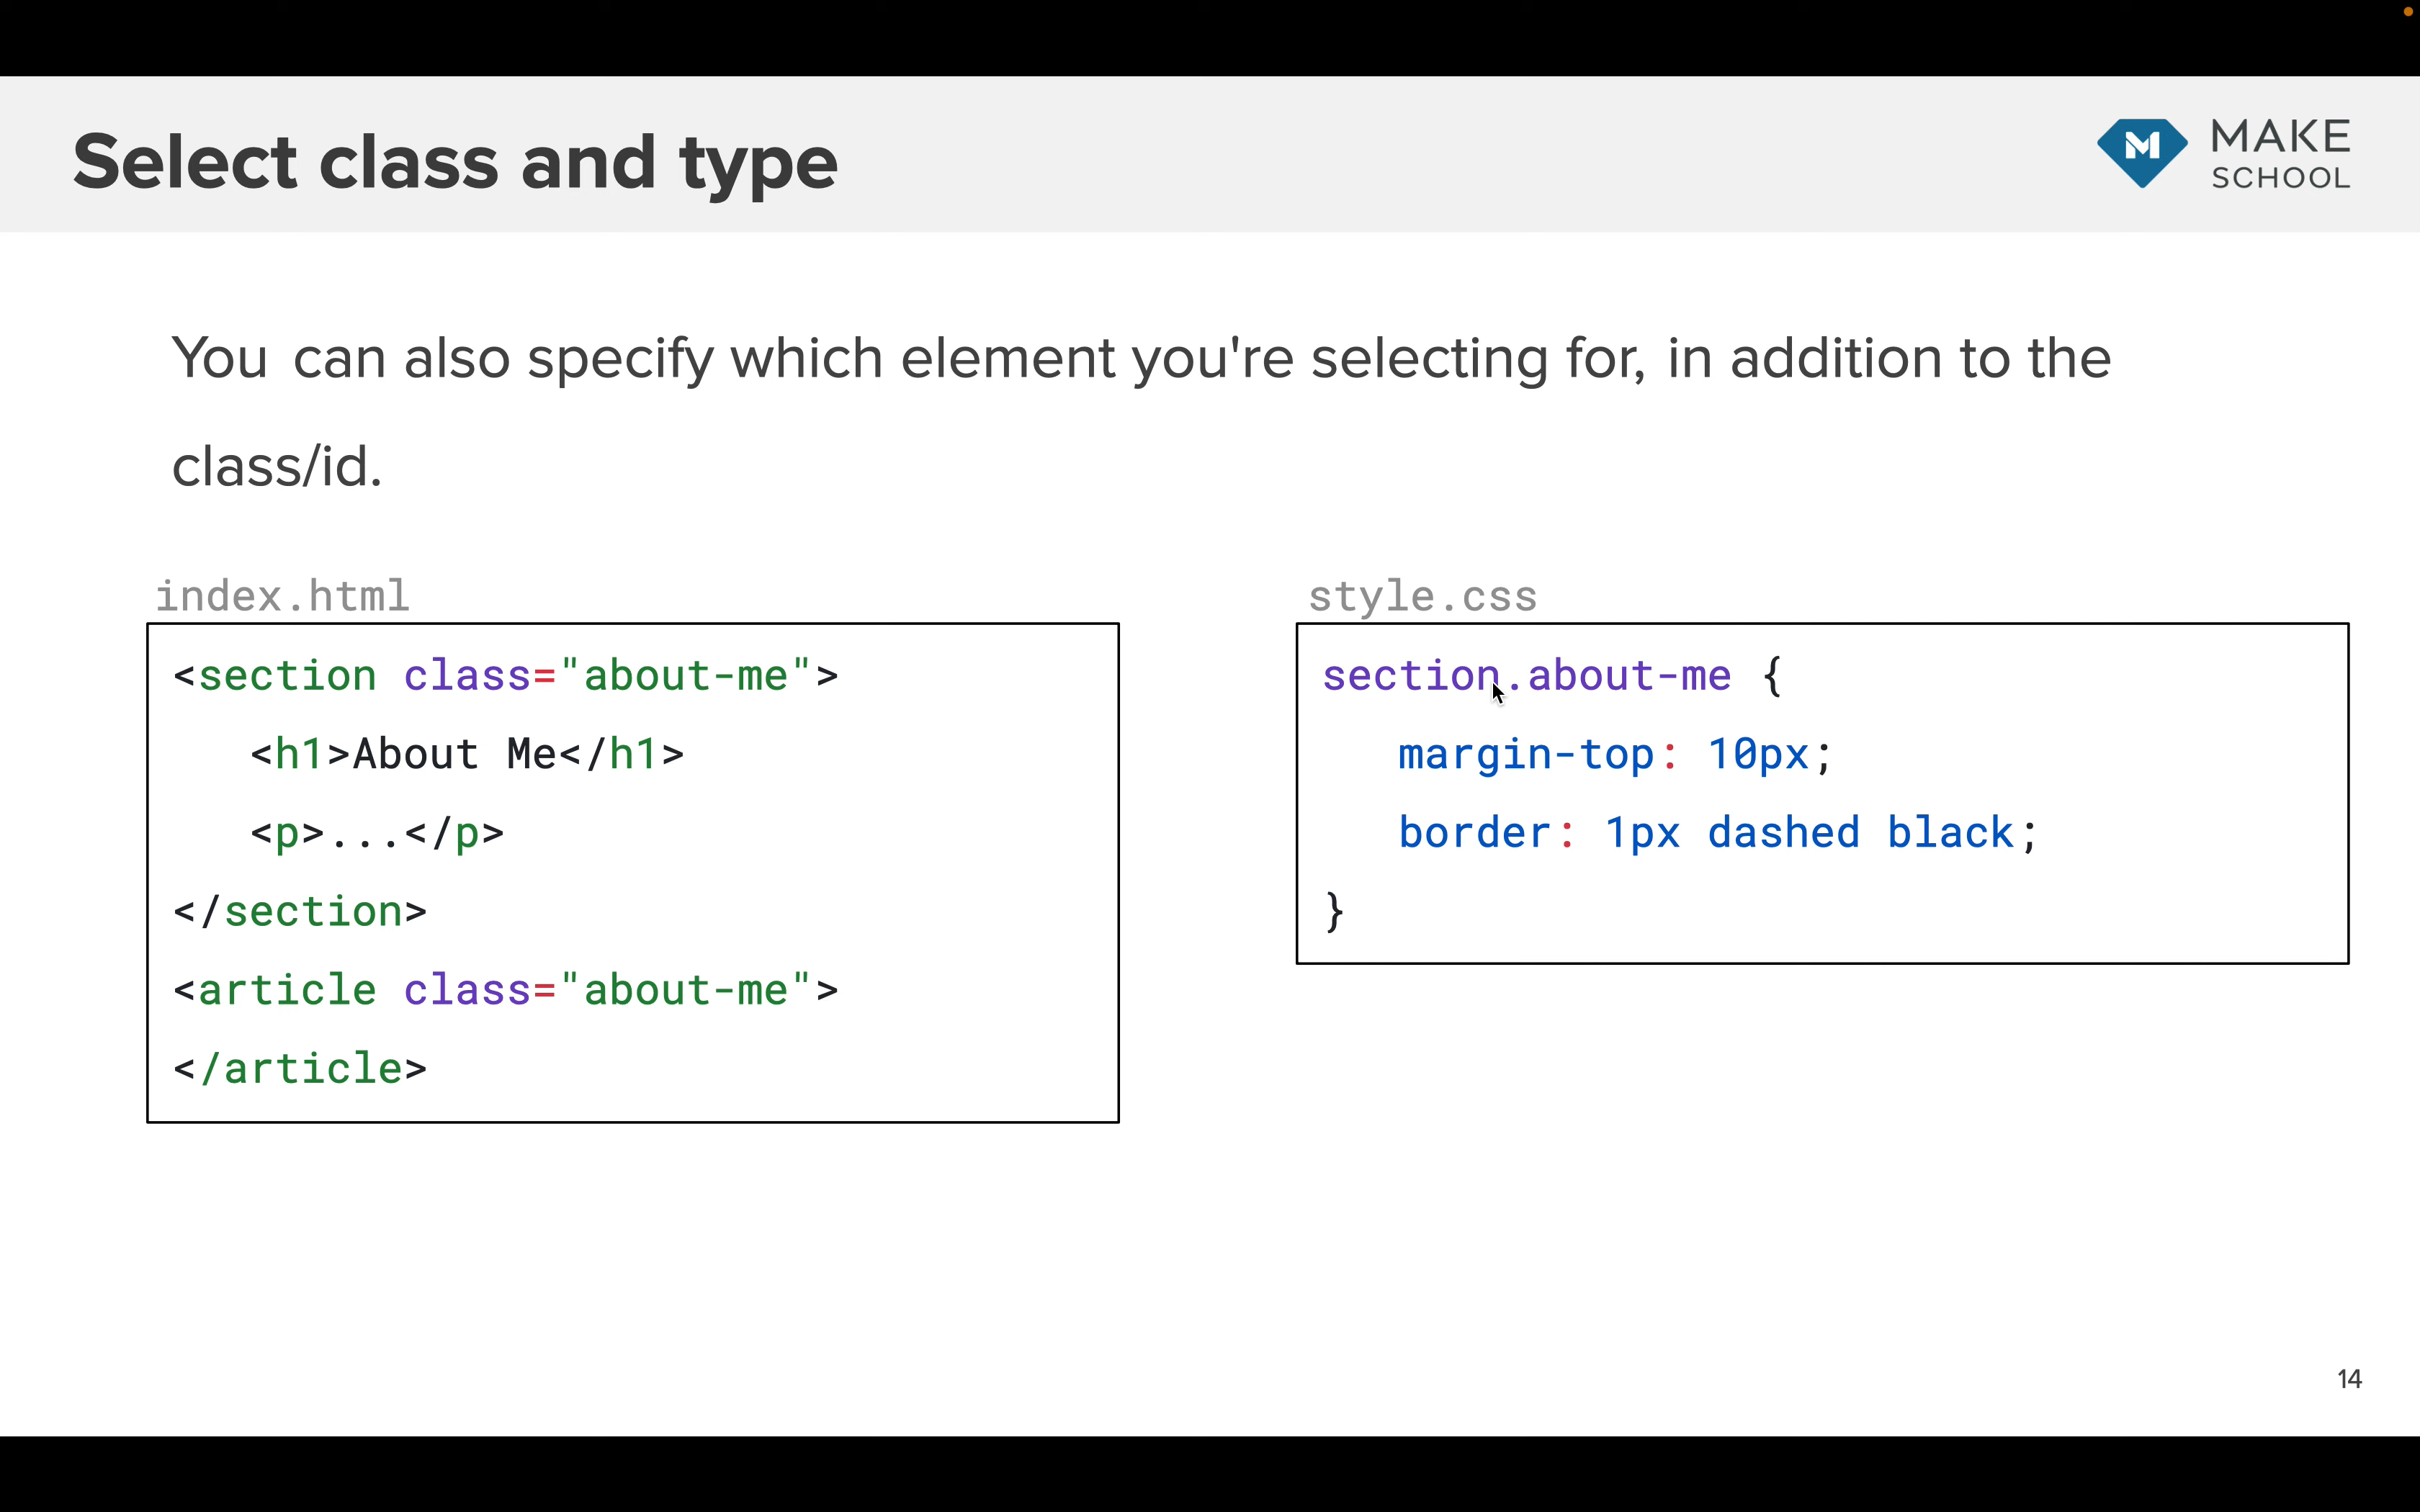 Select class and type
MAKE
SCHOOL
You can also specify which element you're selecting for, in addition to the
class/id.
index.html
<section class="about-me">
<h1>About Me</h1>
<p>...</p>
</section>
<article class="about-me">
</article>
style.css
section.about-me {
margin-top: 10px;
border: 1px dashed black;
}
14